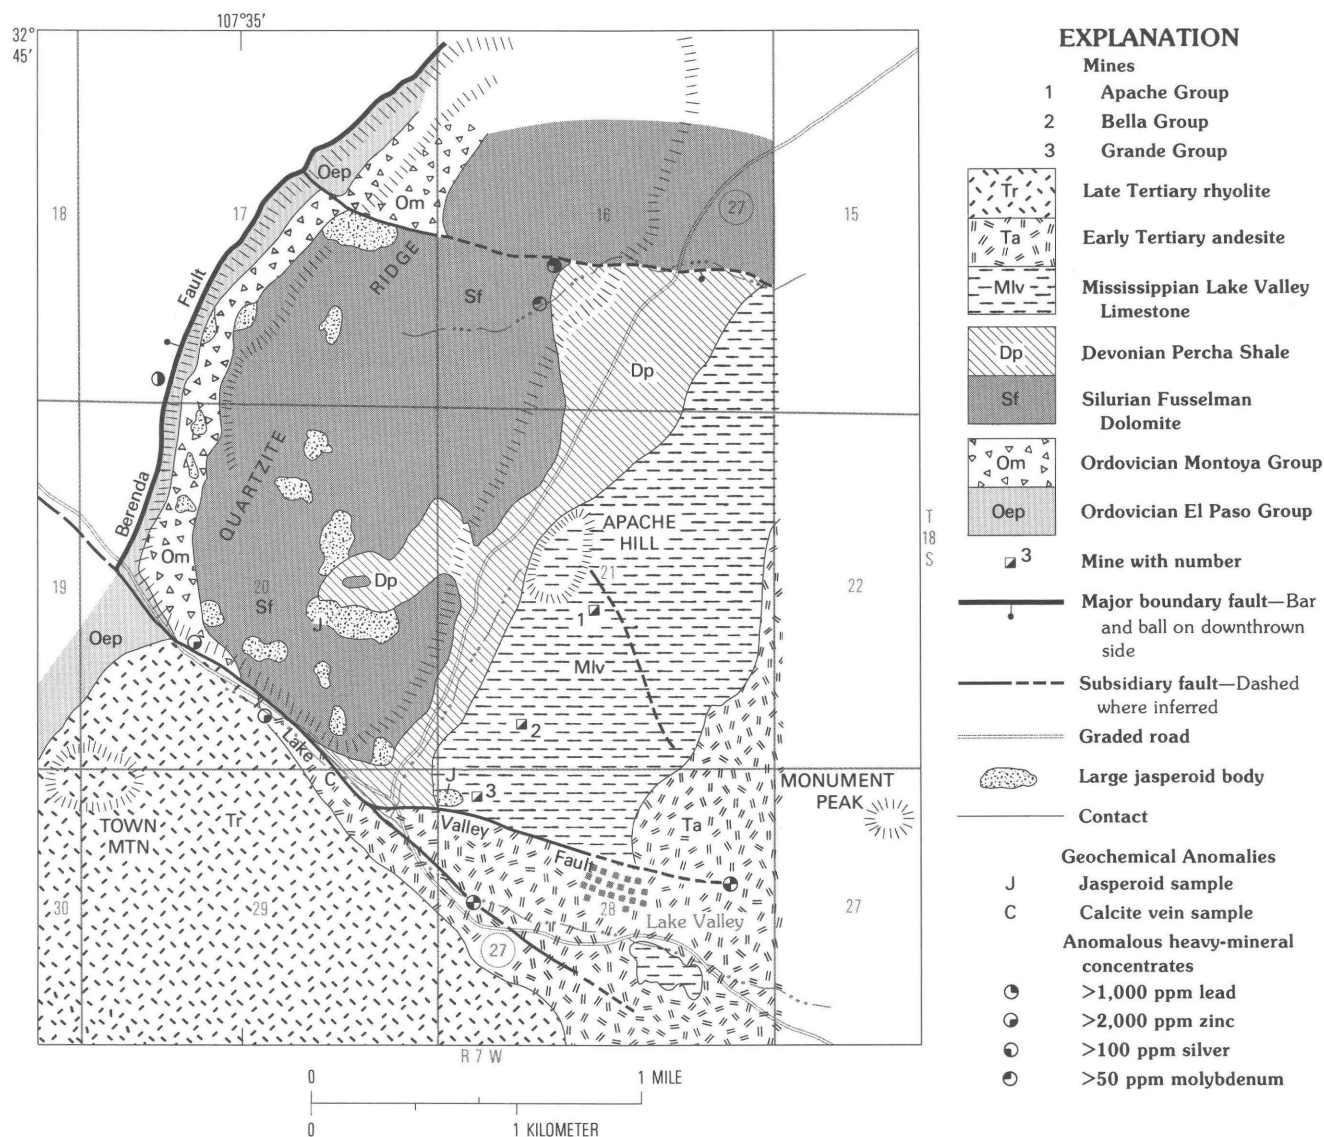 107°35′
32°
45′
18
17
16
15
Oep
Om
27
RIDGE
Sf
Fault
Dp
QUARTZITE
Berenda
APACHE
HILL
T
18
S
Om
19
20
Dp
21
22
Sf
1
J
Oep
Mlv
2
Lake
C
J
3
MONUMENT
PEAK
TOWN
MTN
Tr
Valley
Ta
Fault
30
29
28
27
Lake Valley
27
R 7 W
0
1 MILE
0
1 KILOMETER
EXPLANATION
Mines
1 Apache Group
2 Bella Group
3 Grande Group
Tr Late Tertiary rhyolite
Ta Early Tertiary andesite
Mlv Mississippian Lake Valley
Limestone
Dp Devonian Percha Shale
Sf Silurian Fusselman
Dolomite
Om Ordovician Montoya Group
Oep Ordovician El Paso Group
3 Mine with number
Major boundary fault—Bar
and ball on downthrown
side
Subsidiary fault—Dashed
where inferred
Graded road
Large jasperoid body
Contact
Geochemical Anomalies
J Jasperoid sample
C Calcite vein sample
Anomalous heavy-mineral
concentrates
>1,000 ppm lead
>2,000 ppm zinc
>100 ppm silver
>50 ppm molybdenum